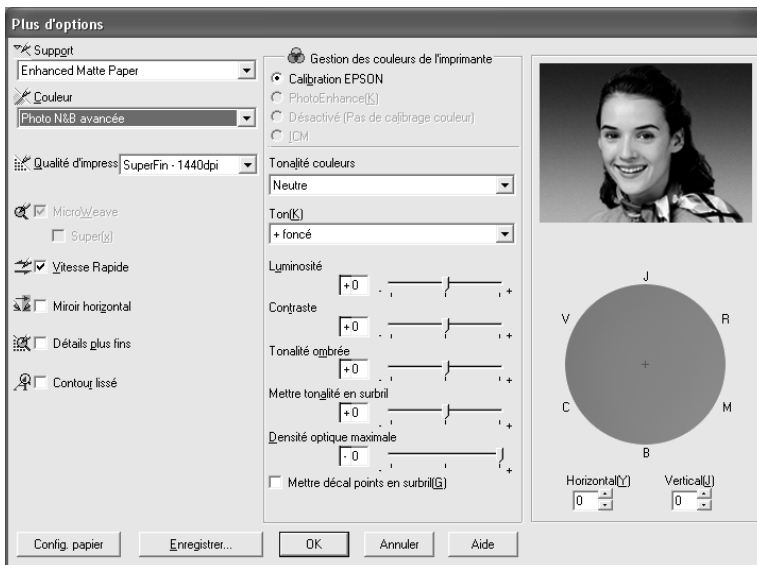 Plus d'options
Support
Enhanced Matte Paper
Couleur
Photo N&B avancée
Qualité d'impress
SuperFin - 1440dpi
MicroWeave
Super(x)
Vitesse Rapide
Miroir horizontal
Détails plus fins
Contour lissé
Gestion des couleurs de l'imprimante
Calibration EPSON
PhotoEnhance(K)
Désactivé (Pas de calibrage couleur)
ICM
Tonalité couleurs
Neutre
Ton(K)
+ foncé
Luminosité
+0
- +
Contraste
+0
- +
Tonalité ombrée
+0
- +
Mettre tonalité en surbril
+0
- +
Densité optique maximale
- 0
- +
Mettre décal points en surbril(G)
J
V R
C M
B
Horizontal(Y) Vertical(J)
0 0
Config. papier Enregistrer... OK Annuler Aide